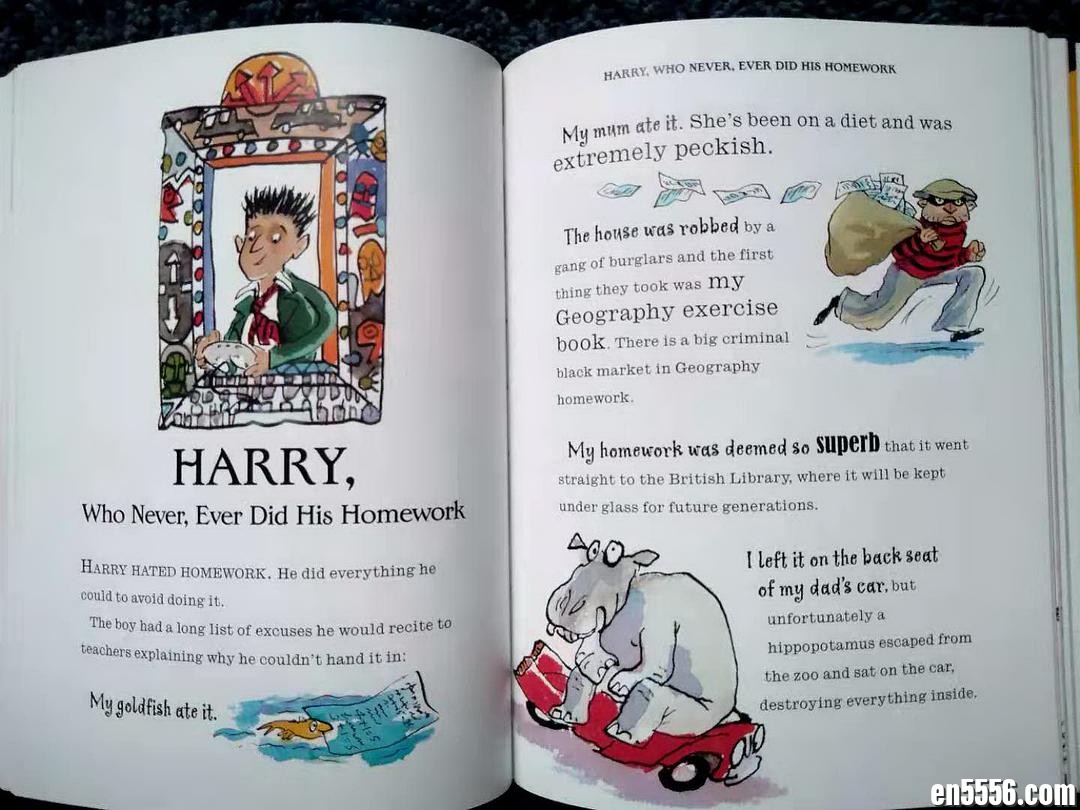 HARRY,
Who Never, Ever Did His Homework
HARRY HATED HOMEWORK. He did everything he
could to avoid doing it.
The boy had a long list of excuses he would recite to
teachers explaining why he couldn't hand it in:
My goldfish ate it.
HARRY, WHO NEVER, EVER DID HIS HOMEWORK
My mum ate it. She's been on a diet and was
extremely peckish.
The house was robbed by a
gang of burglars and the first
thing they took was my
Geography exercise
book. There is a big criminal
black market in Geography
homework.
My homework was deemed so superb that it went
straight to the British Library, where it will be kept
under glass for future generations.
I left it on the back seat
of my dad's car, but
unfortunately a
hippopotamus escaped from
the zoo and sat on the car,
destroying everything inside.
en5556.com